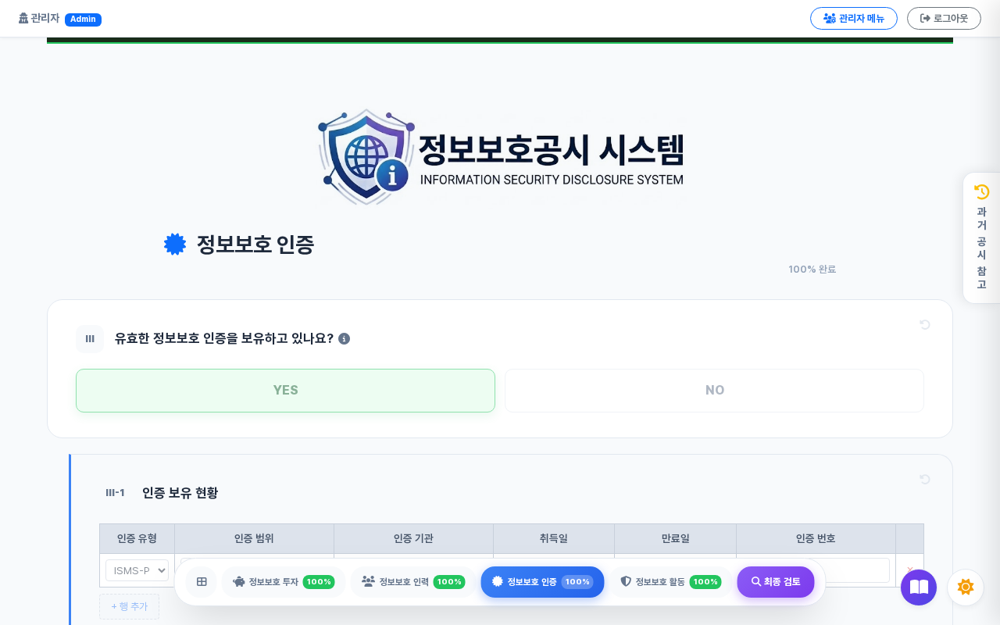 관리자 Admin
관리자 메뉴
로그아웃
정보보호공시 시스템
INFORMATION SECURITY DISCLOSURE SYSTEM
과거 공시 참고
정보보호 인증
100% 완료
III 유효한 정보보호 인증을 보유하고 있나요?
YES
NO
III-1 인증 보유 현황
인증 유형 인증 범위 인증 기관 취득일 만료일 인증 번호
ISMS-P
정보보호 투자 100% 정보보호 인력 100% 정보보호 인증 100% 정보보호 활동 100% 최종 검토
+ 행 추가